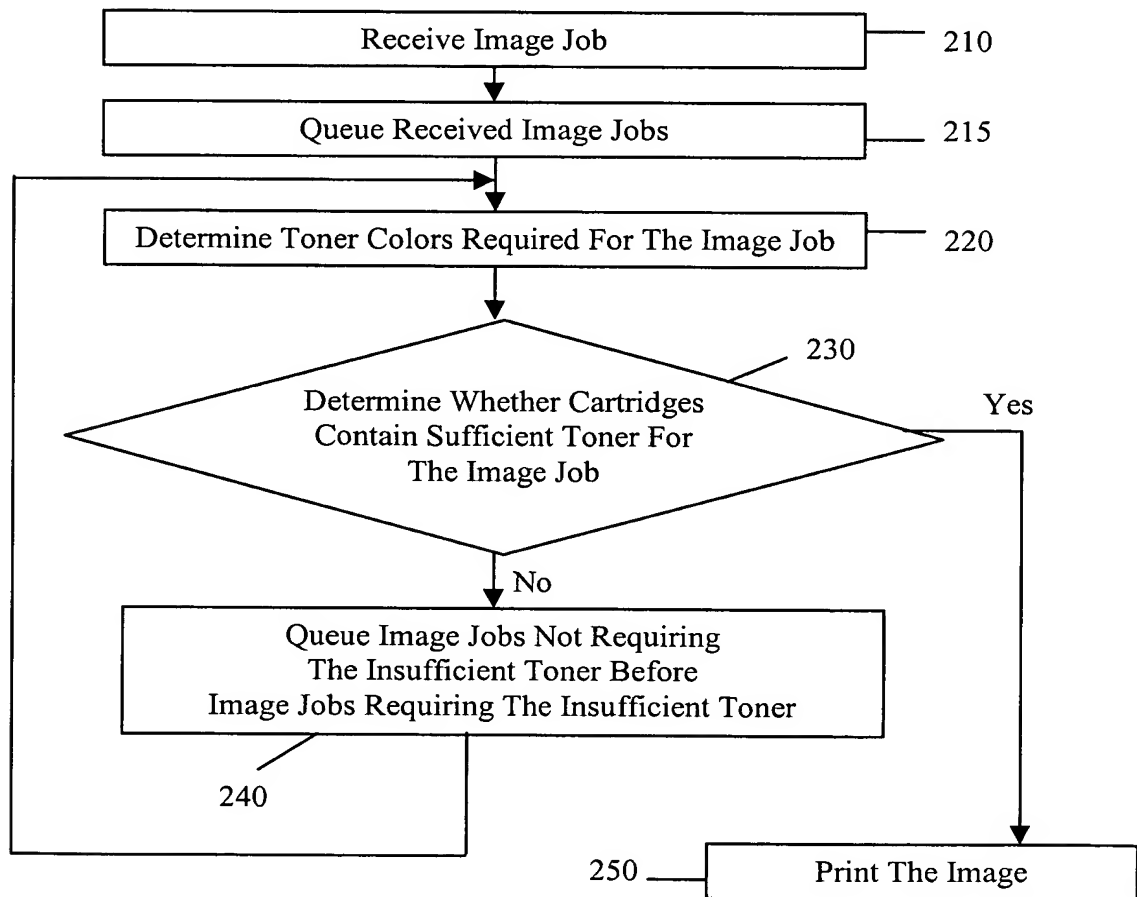 Receive Image Job
210
Queue Received Image Jobs
215
Determine Toner Colors Required For The Image Job
220
230
Determine Whether Cartridges
Contain Sufficient Toner For
The Image Job
Yes
No
Queue Image Jobs Not Requiring
The Insufficient Toner Before
Image Jobs Requiring The Insufficient Toner
240
250
Print The Image